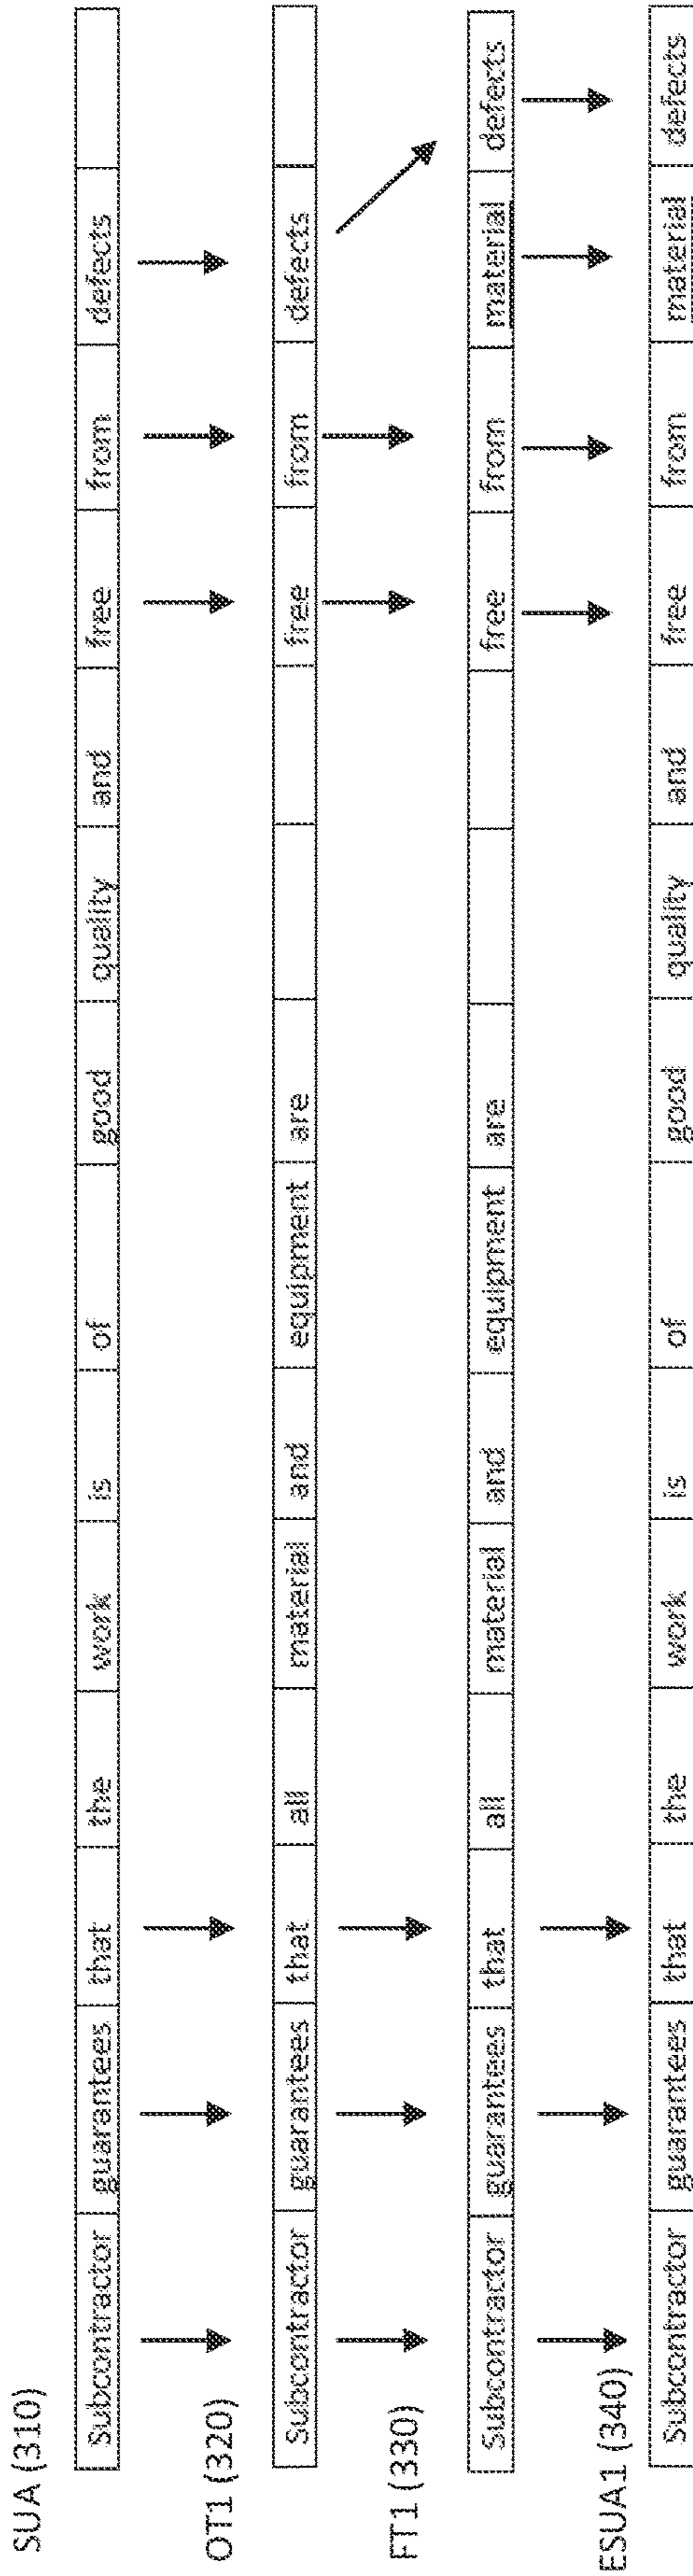 SUA (310)
Subcontractor guarantees that the work is of good quality and free from defects
OT1 (320)
Subcontractor guarantees that all material and equipment are free from defects
FT1 (330)
Subcontractor guarantees that all material and equipment are free from material defects
ESUA1 (340)
Subcontractor guarantees that the work is of good quality and free from material defects